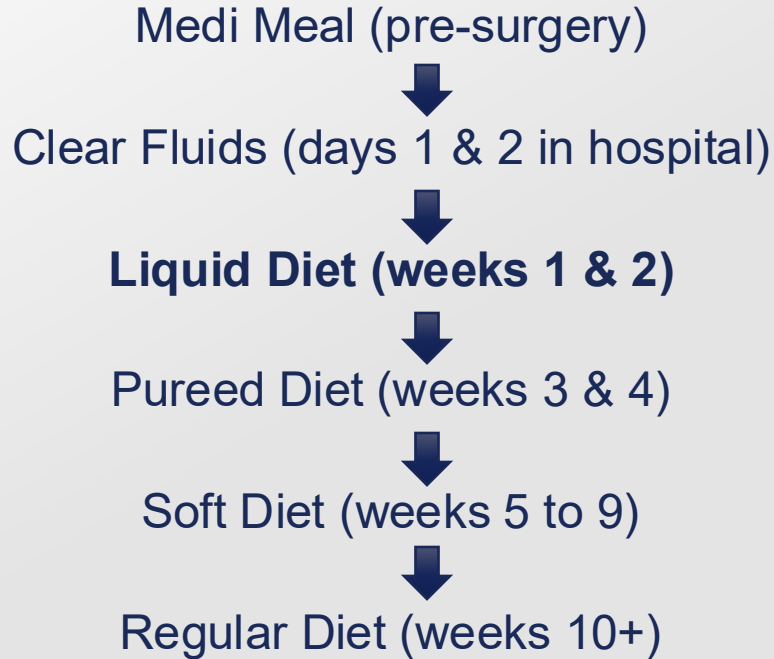 Medi Meal (pre-surgery)
Clear Fluids (days 1 & 2 in hospital)
Liquid Diet (weeks 1 & 2)
Pureed Diet (weeks 3 & 4)
Soft Diet (weeks 5 to 9)
Regular Diet (weeks 10+)